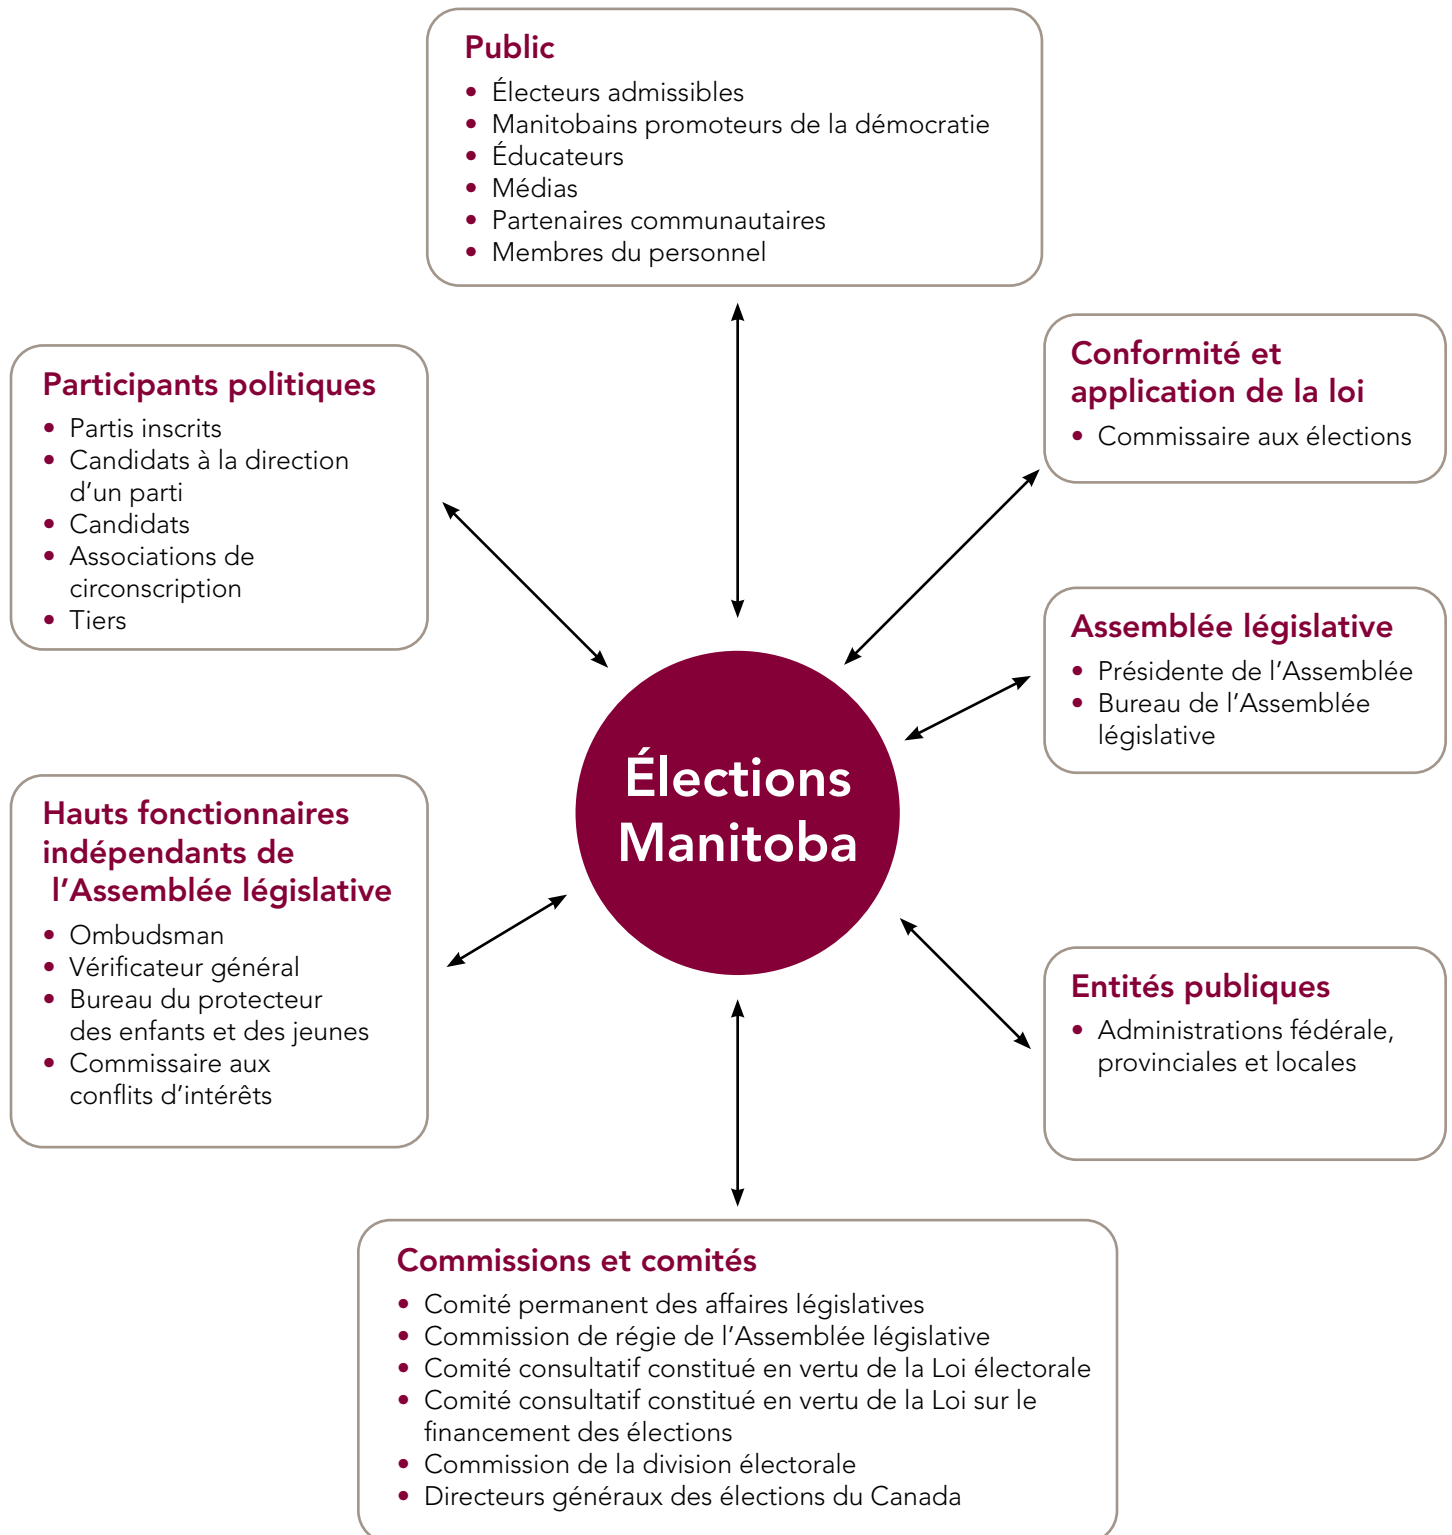 Public
• Électeurs admissibles
• Manitobains promoteurs de la démocratie
• Éducateurs
• Médias
• Partenaires communautaires
• Membres du personnel
Participants politiques
• Partis inscrits
• Candidats à la direction
d’un parti
• Candidats
• Associations de
circonscription
• Tiers
Conformité et
application de la loi
• Commissaire aux élections
Assemblée législative
• Présidente de l’Assemblée
• Bureau de l’Assemblée
législative
Élections
Manitoba
Hauts fonctionnaires
indépendants de
l’Assemblée législative
• Ombudsman
• Vérificateur général
• Bureau du protecteur
des enfants et des jeunes
• Commissaire aux
conflits d’intérêts
Entités publiques
• Administrations fédérale,
provinciales et locales
Commissions et comités
• Comité permanent des affaires législatives
• Commission de régie de l’Assemblée législative
• Comité consultatif constitué en vertu de la Loi électorale
• Comité consultatif constitué en vertu de la Loi sur le
financement des élections
• Commission de la division électorale
• Directeurs généraux des élections du Canada